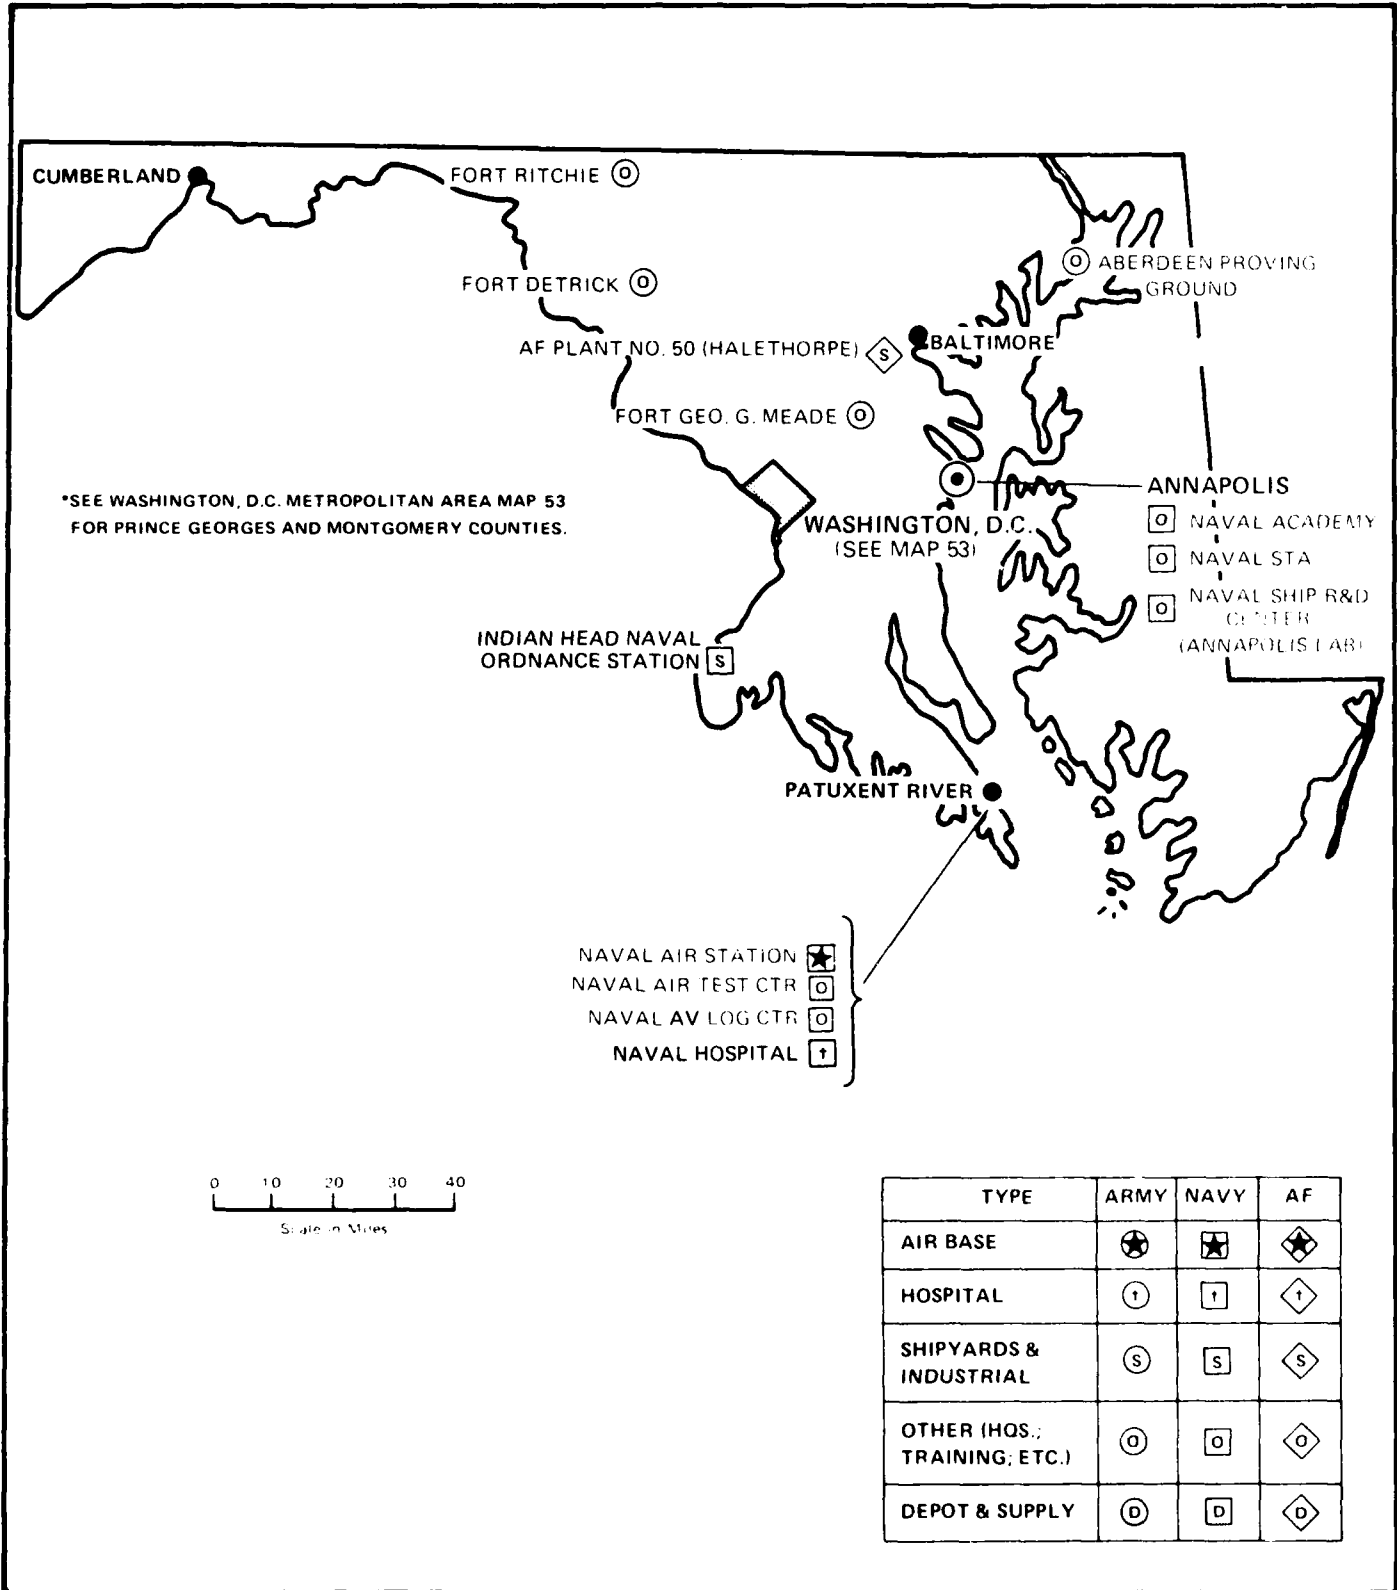 CUMBERLAND
FORT RITCHIE O
FORT DETRICK O
O ABERDEEN PROVING
GROUND
AF PLANT NO. 50 (HALETHORPE) S
BALTIMORE
FORT GEO. G. MEADE O
*SEE WASHINGTON, D.C. METROPOLITAN AREA MAP 53
FOR PRINCE GEORGES AND MONTGOMERY COUNTIES.
WASHINGTON, D.C.
(SEE MAP 53)
ANNAPOLIS
O NAVAL ACADEMY
O NAVAL STA
O NAVAL SHIP R&D
CENTER
(ANNAPOLIS LAB)
INDIAN HEAD NAVAL
ORDNANCE STATION S
PATUXENT RIVER
NAVAL AIR STATION ★
NAVAL AIR TEST CTR O
NAVAL AV LOG CTR O
NAVAL HOSPITAL †
0 10 20 30 40
Scale in Miles
TYPE ARMY NAVY AF
AIR BASE ★ ★ ★
HOSPITAL † † †
SHIPYARDS &
INDUSTRIAL S S S
OTHER (HQS.;
TRAINING; ETC.) O O O
DEPOT & SUPPLY D D D